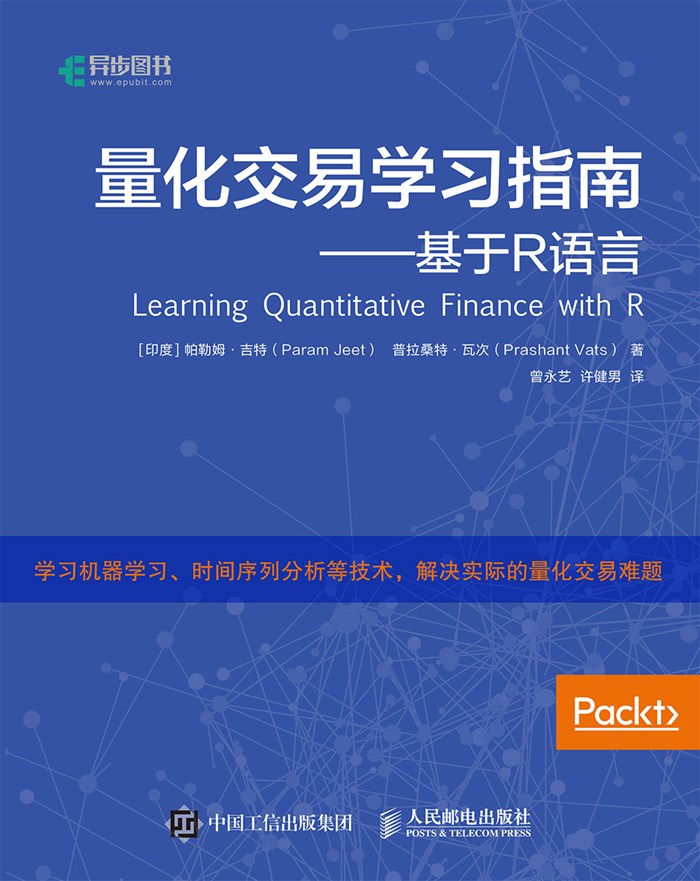 异步图书
www.epubit.com
量化交易学习指南
——基于R语言
Learning Quantitative Finance with R
[印度] 帕勒姆·吉特（Param Jeet） 普拉桑特·瓦次（Prashant Vats） 著
曾永艺 许健男 译
学习机器学习、时间序列分析等技术，解决实际的量化交易难题
Packt>
中国工信出版集团 人民邮电出版社
POSTS & TELECOM PRESS